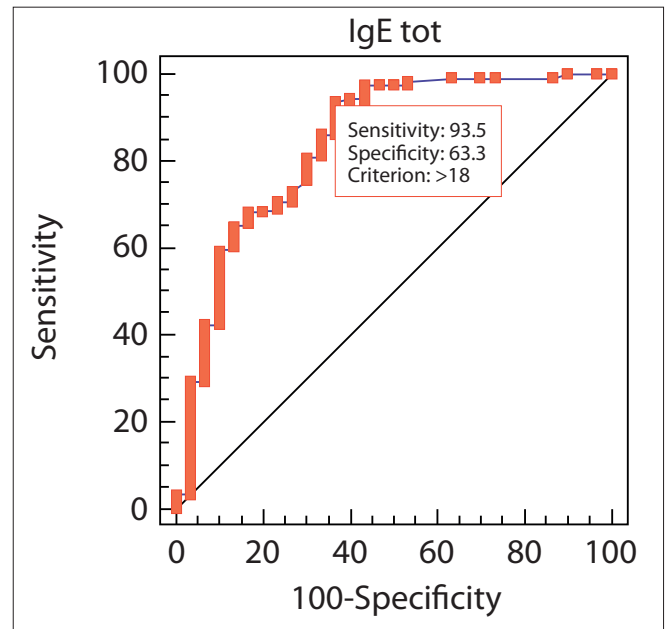 IgE tot
100
80
60
40
20
0
Sensitivity
Sensitivity: 93.5
Specificity: 63.3
Criterion: >18
0 20 40 60 80 100
100-Specificity